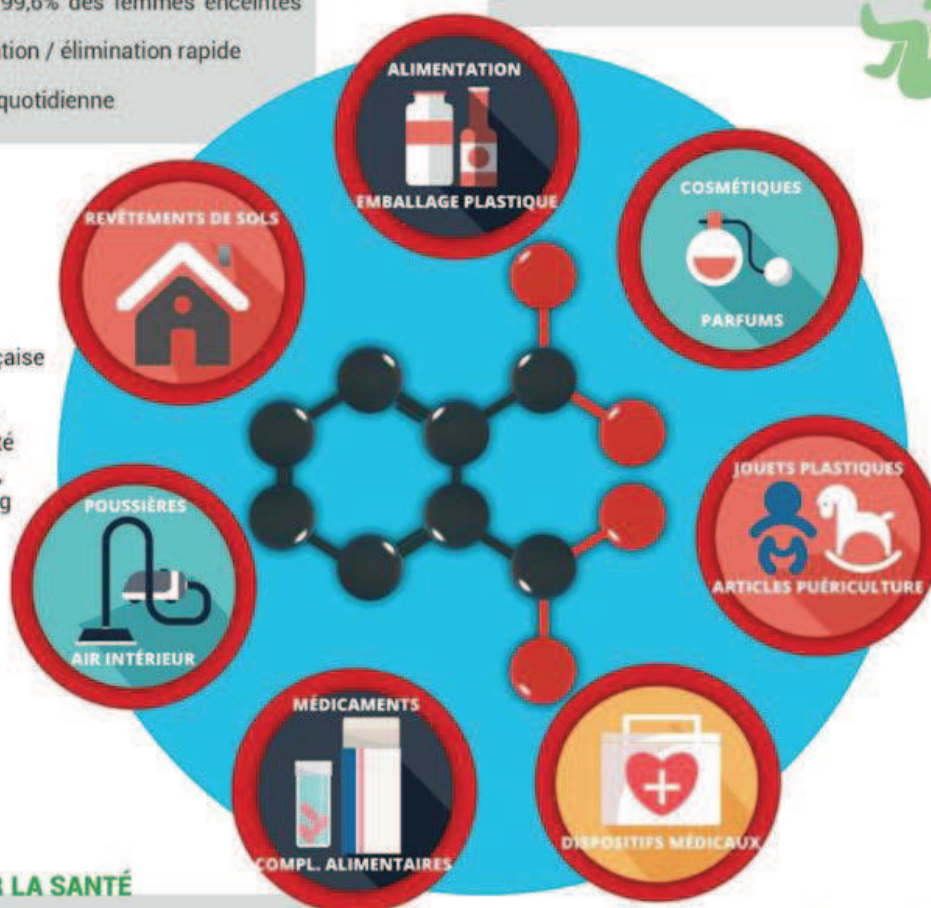 99,6% des femmes enceintes
tion / élimination rapide
quotidienne
ALIMENTATION
EMBALLAGE PLASTIQUE
COSMÉTIQUES
PARFUMS
REVÊTEMENTS DE SOLS
çaise
té
g
JOUETS PLASTIQUES
ARTICLES PUÉRICULTURE
POUSSIÈRES
AIR INTÉRIEUR
MÉDICAMENTS
COMPL. ALIMENTAIRES
DISPOSITIFS MÉDICAUX
R LA SANTÉ